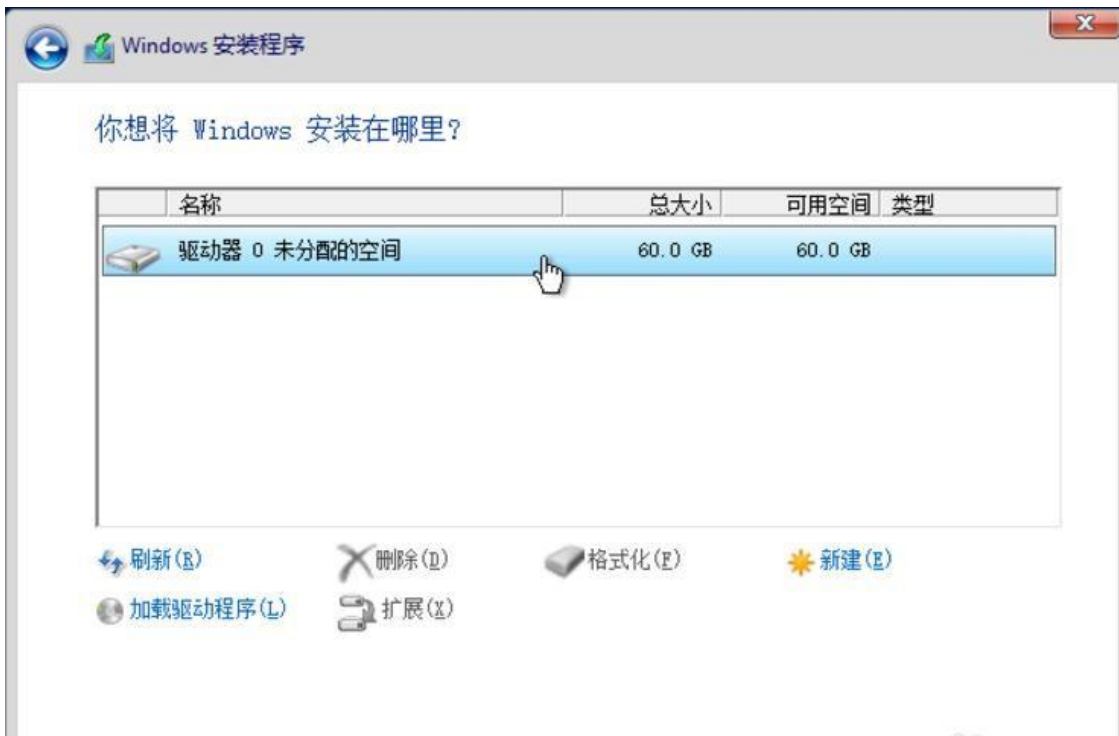 Windows 安装程序
你想将 Windows 安装在哪里?
名称 总大小 可用空间 类型
驱动器 0 未分配的空间 60.0 GB 60.0 GB
刷新(R) 删除(D) 格式化(F) 新建(E)
加载驱动程序(L) 扩展(X)